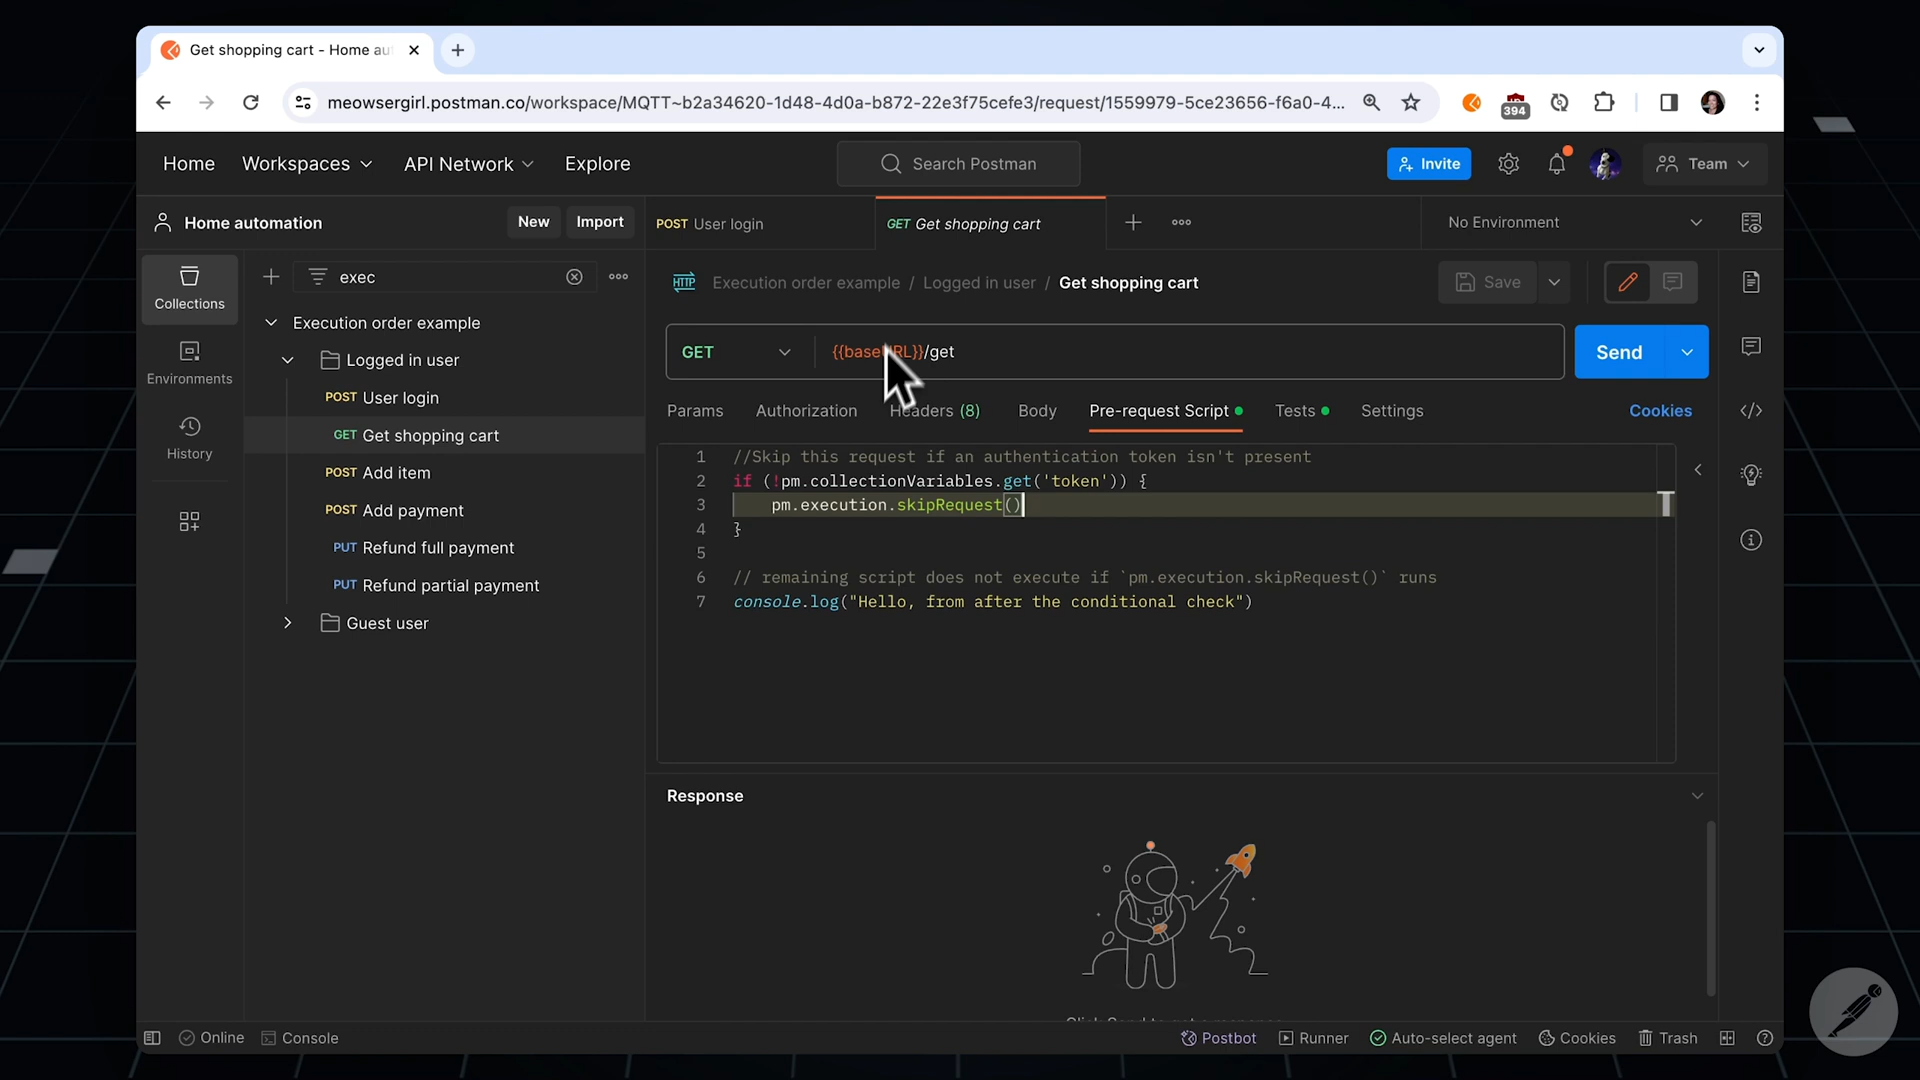 Get shopping cart - Home au
meowsergirl.postman.co/workspace/MQTT~b2a34620-1d48-4d0a-b872-22e3f75cefe3/request/1559979-5ce23656-f6a0-4...
394
Home Workspaces API Network Explore
Search Postman
Invite
Team
Home automation
New Import
POST User login
GET Get shopping cart
No Environment
Collections
Environments
History
exec
Execution order example
Logged in user
POST User login
GET Get shopping cart
POST Add item
POST Add payment
PUT Refund full payment
PUT Refund partial payment
Guest user
HTTP Execution order example / Logged in user / Get shopping cart
Save
GET {{baseURL}}/get
Send
Params Authorization Headers (8) Body Pre-request Script Tests Settings Cookies
1 //Skip this request if an authentication token isn't present
2 if (!pm.collectionVariables.get('token')) {
3 pm.execution.skipRequest()
4 }
5
6 // remaining script does not execute if `pm.execution.skipRequest()` runs
7 console.log("Hello, from after the conditional check")
Response
Online Console Postbot Runner Auto-select agent Cookies Trash